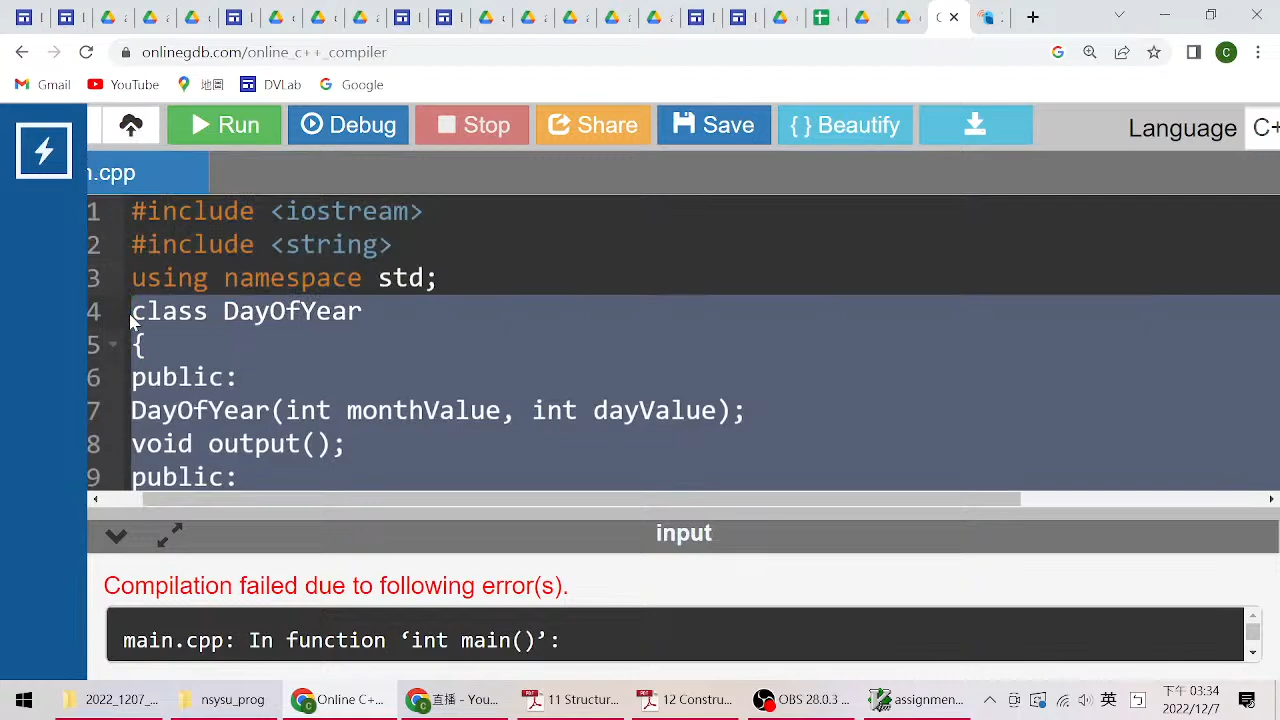 onlinegdb.com/online_c++_compiler
C
Gmail
YouTube
地圖
DVLab
Google
Run
Debug
Stop
Share
Save
{ } Beautify
Language
C+
n.cpp
1 #include <iostream>
2 #include <string>
3 using namespace std;
4 class DayOfYear
5 {
6 public:
7 DayOfYear(int monthValue, int dayValue);
8 void output();
9 public:
input
Compilation failed due to following error(s).
main.cpp: In function ‘int main()’:
2022_1207...
nsysu_prog
Online C+...
直播 - You...
11 Structur...
12 Constru...
OBS 28.0.3 ...
assignmen...
英
下午 03:34
2022/12/7